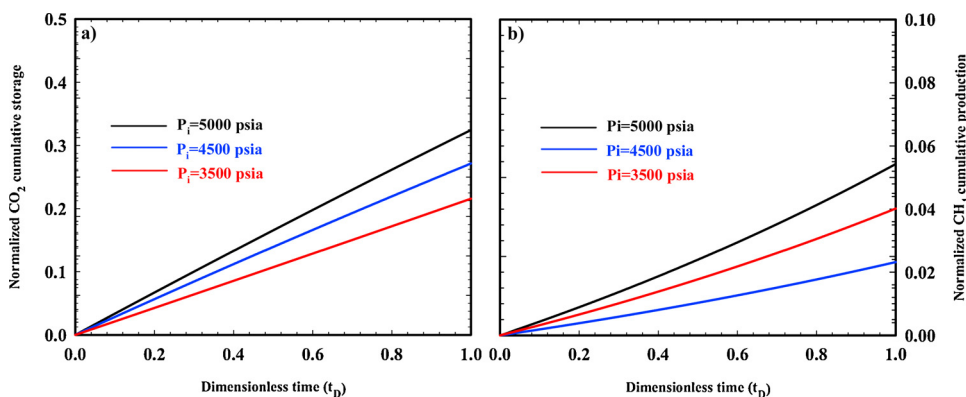 a)
Normalized CO2 cumulative storage
0.5
0.4
0.3
0.2
0.1
0.0
Pi=5000 psia
Pi=4500 psia
Pi=3500 psia
0.0 0.2 0.4 0.6 0.8 1.0
Dimensionless time (tD)
b)
Pi=5000 psia
Pi=4500 psia
Pi=3500 psia
0.0 0.2 0.4 0.6 0.8 1.0
Dimensionless time (tD)
0.10
0.08
0.06
0.04
0.02
0.00
Normalized CH4 cumulative production